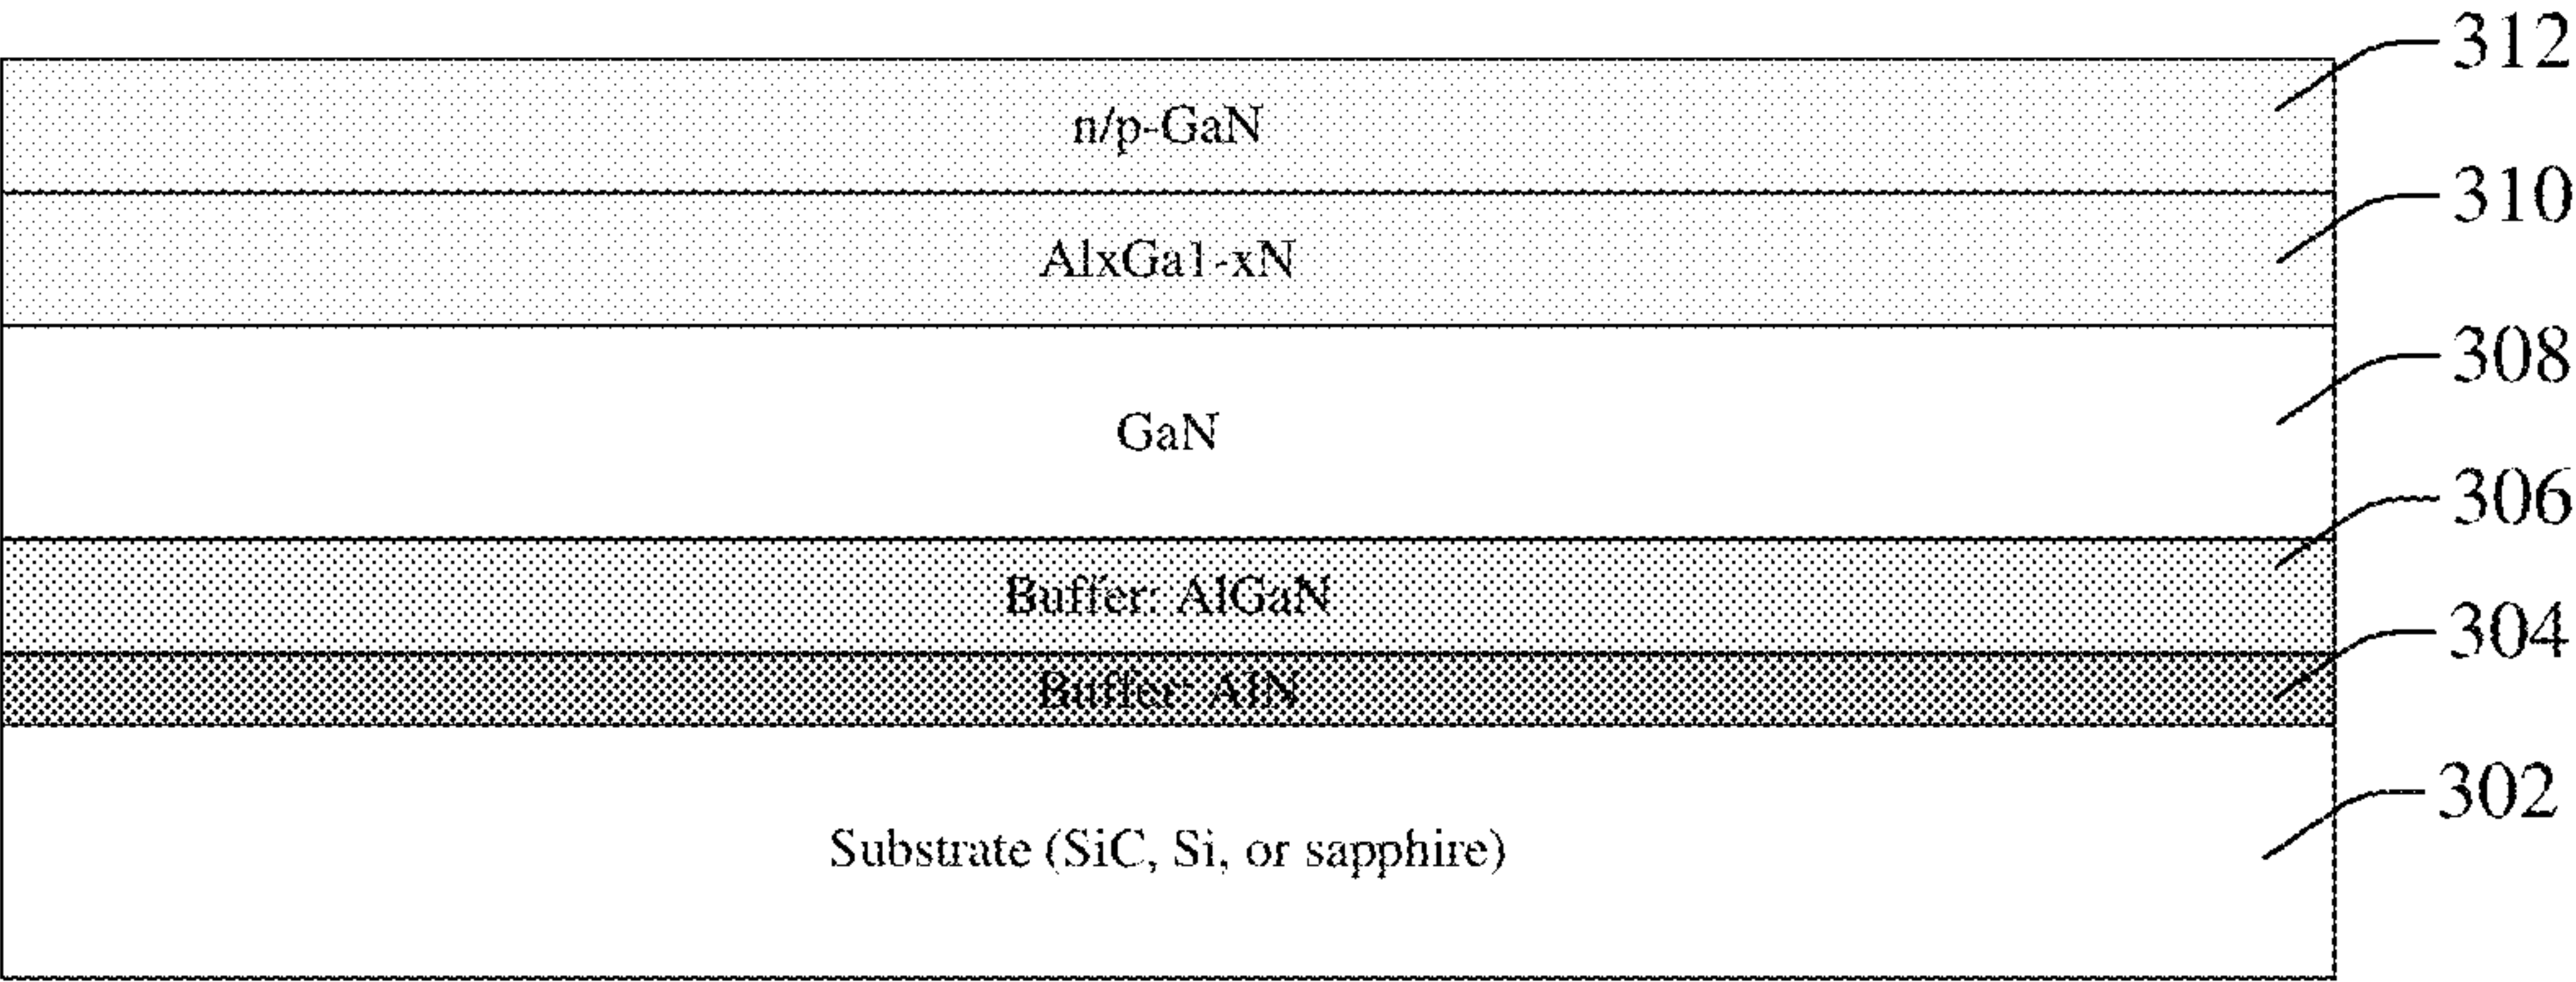 312
n/p-GaN
310
AlxGa1-xN
308
GaN
306
Buffer: AlGaN
304
Buffer: AlN
302
Substrate (SiC, Si, or sapphire)